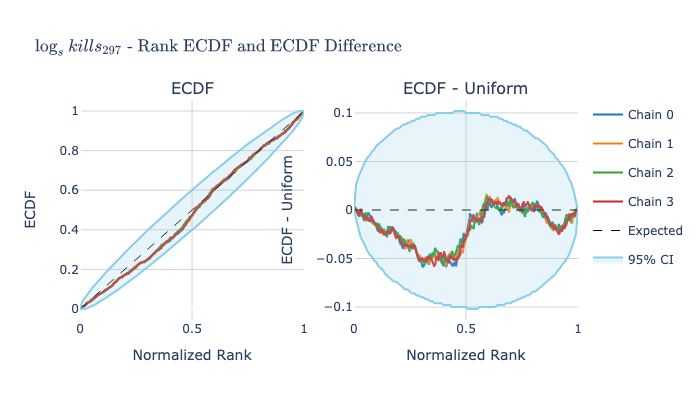 log_s kills_297 - Rank ECDF and ECDF Difference
ECDF
ECDF - Uniform
ECDF
1
0.8
0.6
0.4
0.2
0
0
0.5
1
Normalized Rank
ECDF - Uniform
0.1
0.05
0
−0.05
−0.1
0
0.5
1
Normalized Rank
Chain 0
Chain 1
Chain 2
Chain 3
Expected
95% CI